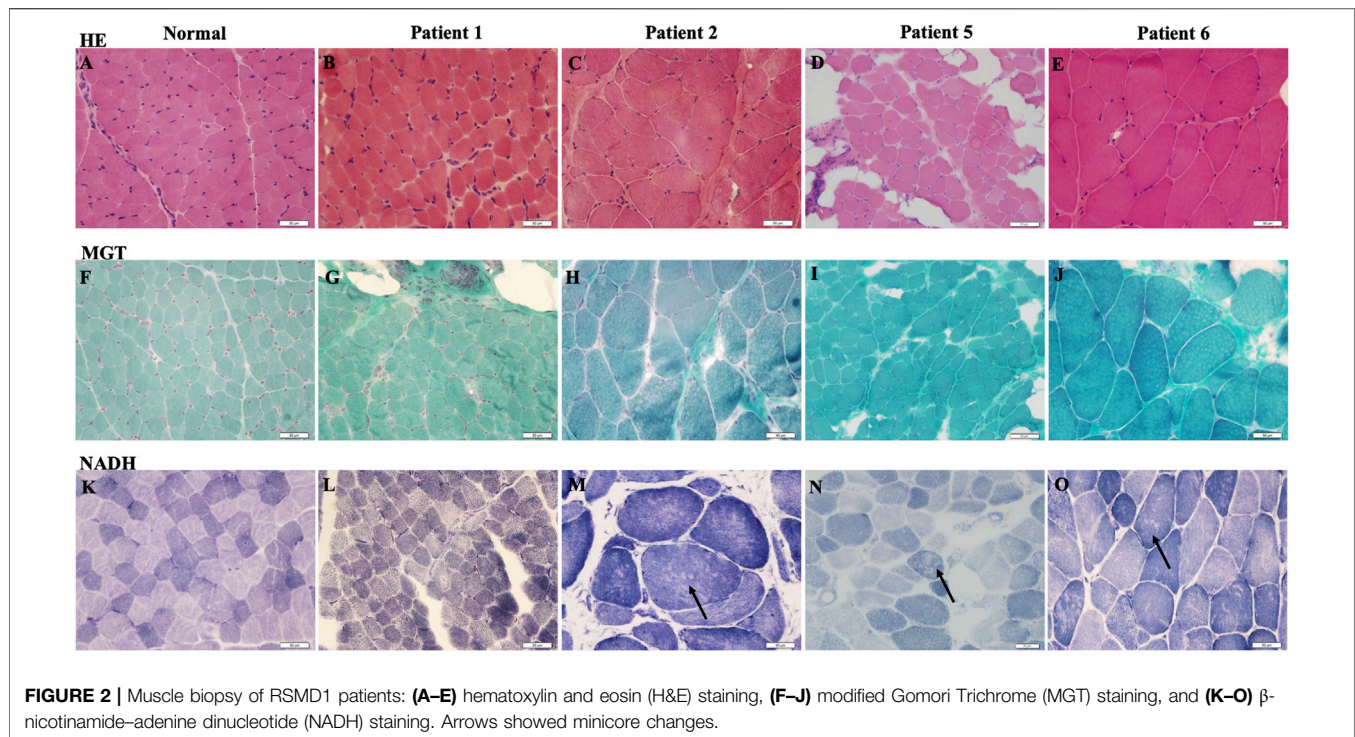 Normal Patient 1 Patient 2 Patient 5 Patient 6
HE
A B C D E
MGT
F G H I J
NADH
K L M N O
FIGURE 2 | Muscle biopsy of RSMD1 patients: (A–E) hematoxylin and eosin (H&E) staining, (F–J) modified Gomori Trichrome (MGT) staining, and (K–O) β-
nicotinamide–adenine dinucleotide (NADH) staining. Arrows showed minicore changes.